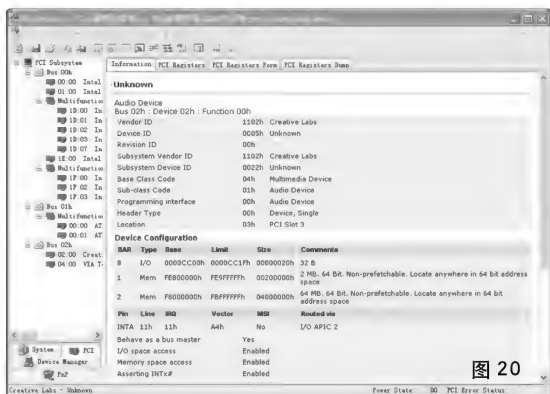 PCI Subsystem
Bus 00h
00:00 Intel
01:00 Intel
Multifunction
1D:00 In
1D:01 In
1D:02 In
1D:03 In
1D:07 In
1E:00 Intel
Multifunction
1F:00 In
1F:02 In
1F:03 In
Bus 01h
Multifunction
00:00 AT
00:01 AT
Bus 02h
02:00 Creat
04:00 VIA T
System
PCI
Device Manager
PnP
Information PCI Registers PCI Registers Form PCI Registers Dump
Unknown
Audio Device
Bus 02h : Device 02h : Function 00h
Vendor ID 1102h Creative Labs
Device ID 0005h Unknown
Revision ID 00h
Subsystem Vendor ID 1102h Creative Labs
Subsystem Device ID 0022h Unknown
Base Class Code 04h Multimedia Device
Sub-class Code 01h Audio Device
Programming interface 00h Audio Device
Header Type 00h Device, Single
Location 03h PCI Slot 3
Device Configuration
BAR Type Base Limit Size Comments
0 I/O 0000CC00h 0000CC1Fh 00000020h 32 B
1 Mem FE800000h FE9FFFFFh 00200000h 2 MB. 64 Bit. Non-prefetchable. Locate anywhere in 64 bit address space
2 Mem F8000000h FBFFFFFFh 04000000h 64 MB. 64 Bit. Non-prefetchable. Locate anywhere in 64 bit address space
Pin Line IRQ Vector MSI Routed via
INTA 11h 11h A4h No I/O APIC 2
Behave as a bus master Yes
I/O space access Enabled
Memory space access Enabled
Asserting INTx# Enabled
图 20
Creative Labs - Unknown
Power State: D0 PCI Error Status: